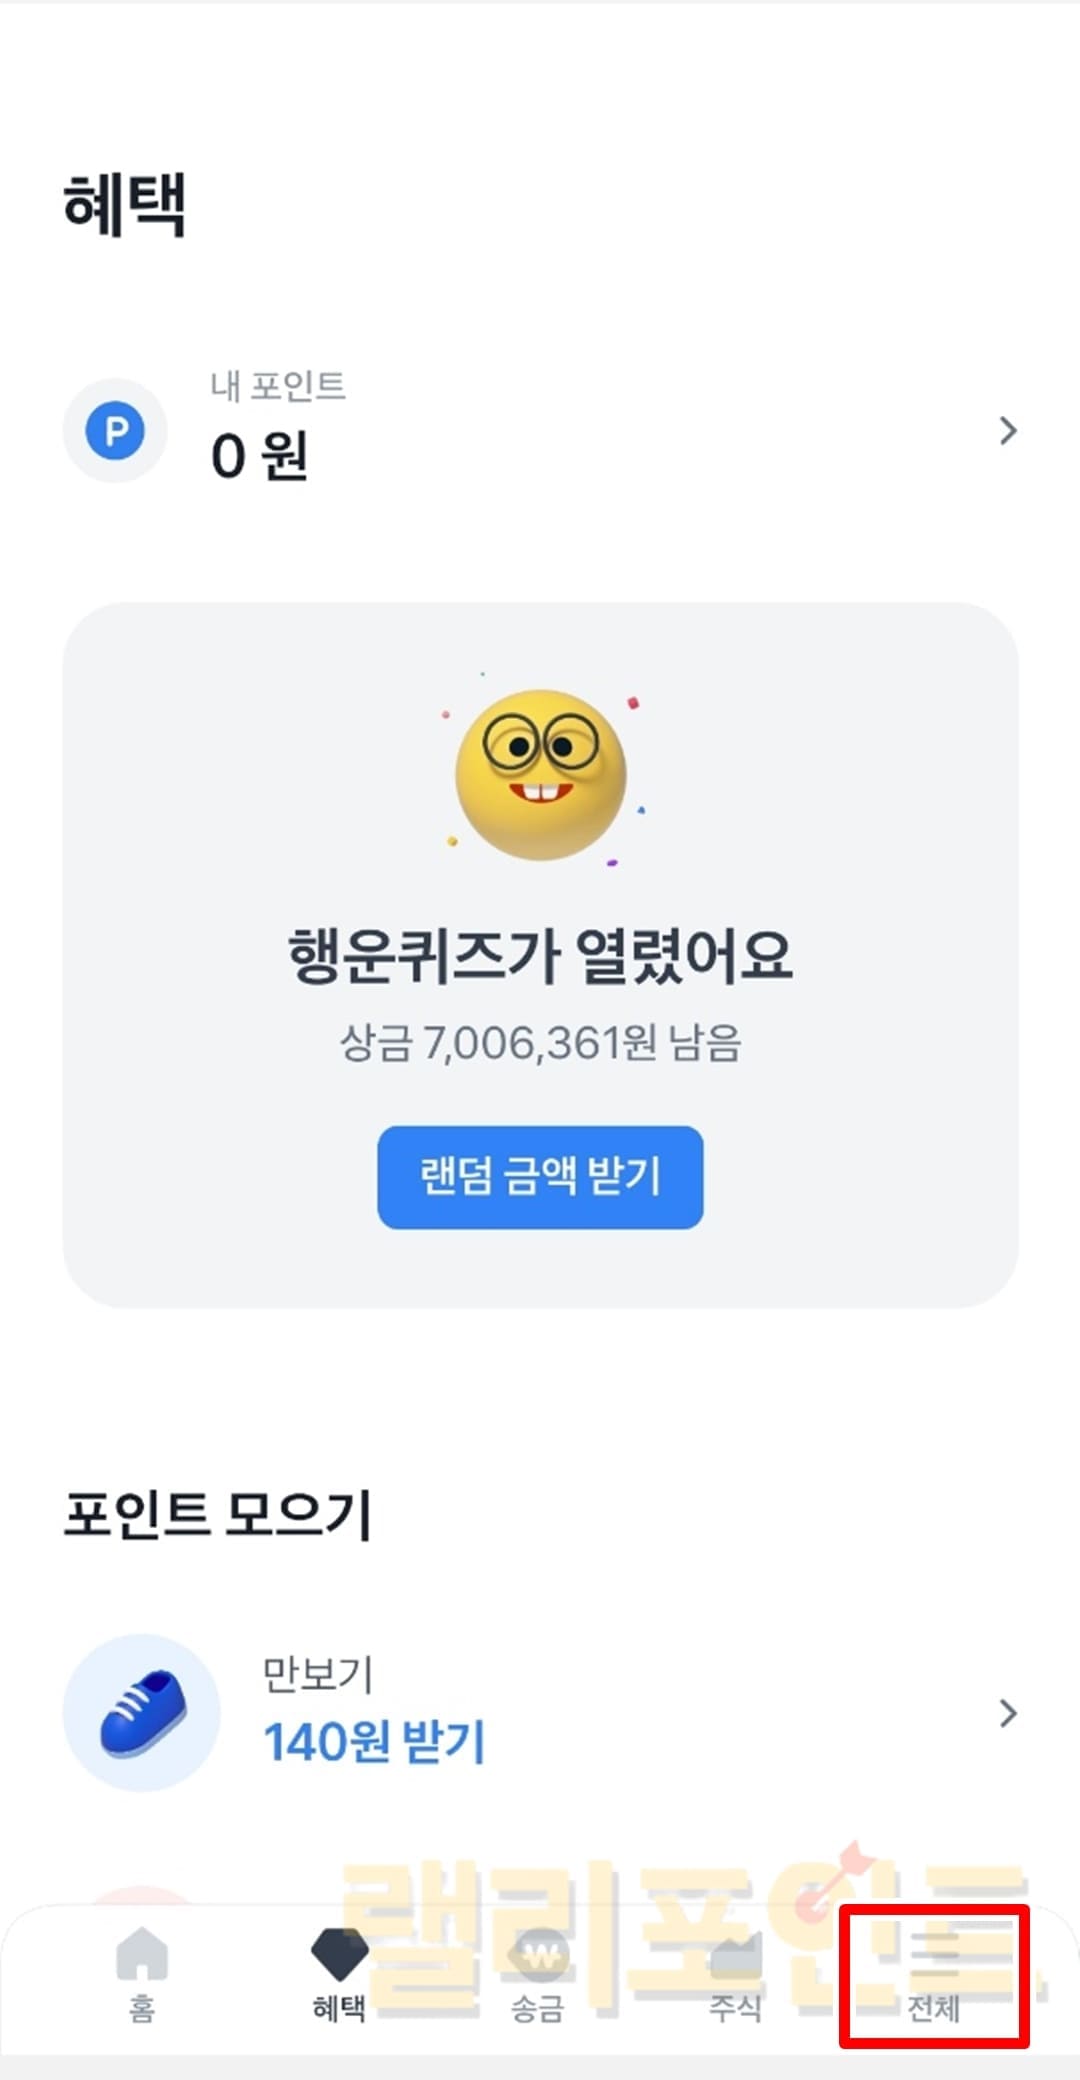 혜택
내 포인트
P
0 원
행운퀴즈가 열렸어요
상금 7,006,361원 남음
랜덤 금액 받기
포인트 모으기
만보기
140원 받기
랠리포인트
₩
홈
혜택
송금
주식
전체